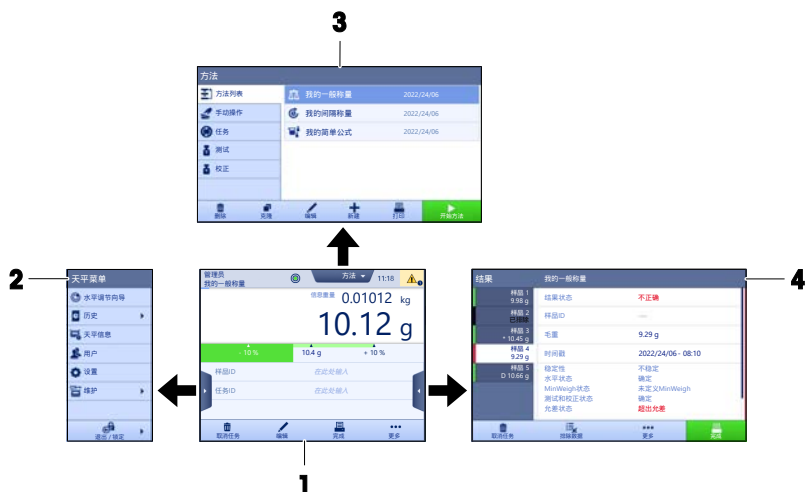 3
方法
方法列表
手动操作
任务
测试
校正
我的一般称量 2022/24/06
我的间隔称量 2022/24/06
我的简单公式 2022/24/06
删除 克隆 编辑 新建 打印 开始方法
2
天平菜单
水平调节向导
历史
天平信息
用户
设置
维护
退出 / 锁定
管理员
我的一般称量
方法
11:18
信息重量 0.01012 kg
10.12 g
- 10 % 10.4 g + 10 %
样品ID 在此处输入
任务ID 在此处输入
取消任务 编辑 完成 更多
1
4
结果 我的一般称量
样品 1
9.98 g
样品 2
已排除
样品 3
* 10.45 g
样品 4
9.29 g
样品 5
D 10.66 g
结果状态 不正确
样品ID
毛重 9.29 g
时间戳 2022/24/06 - 08:10
稳定性 不稳定
水平状态 确定
MinWeigh状态 未定义MinWeigh
测试和校正状态 确定
允差状态 超出允差
取消任务 排除数据 更多 完成